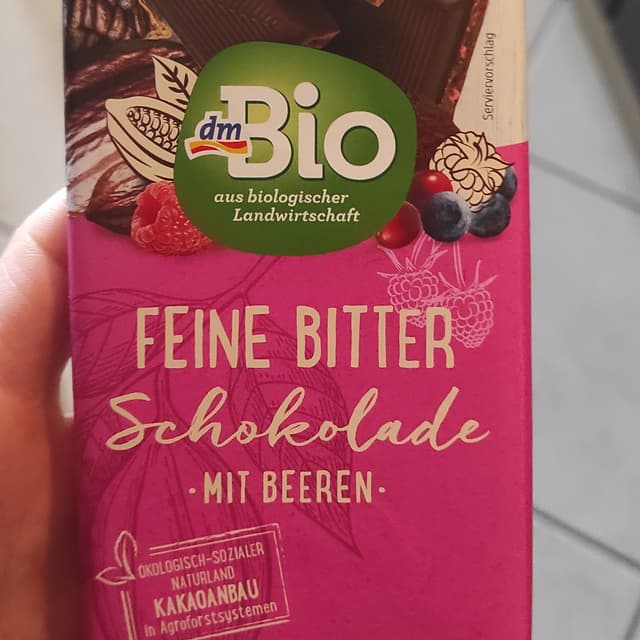 Serviervorschlag
dm
Bio
aus biologischer
Landwirtschaft
FEINE BITTER
Schokolade
·MIT BEEREN·
ÖKOLOGISCH-SOZIALER
NATURLAND
KAKAOANBAU
in Agroforstsystemen